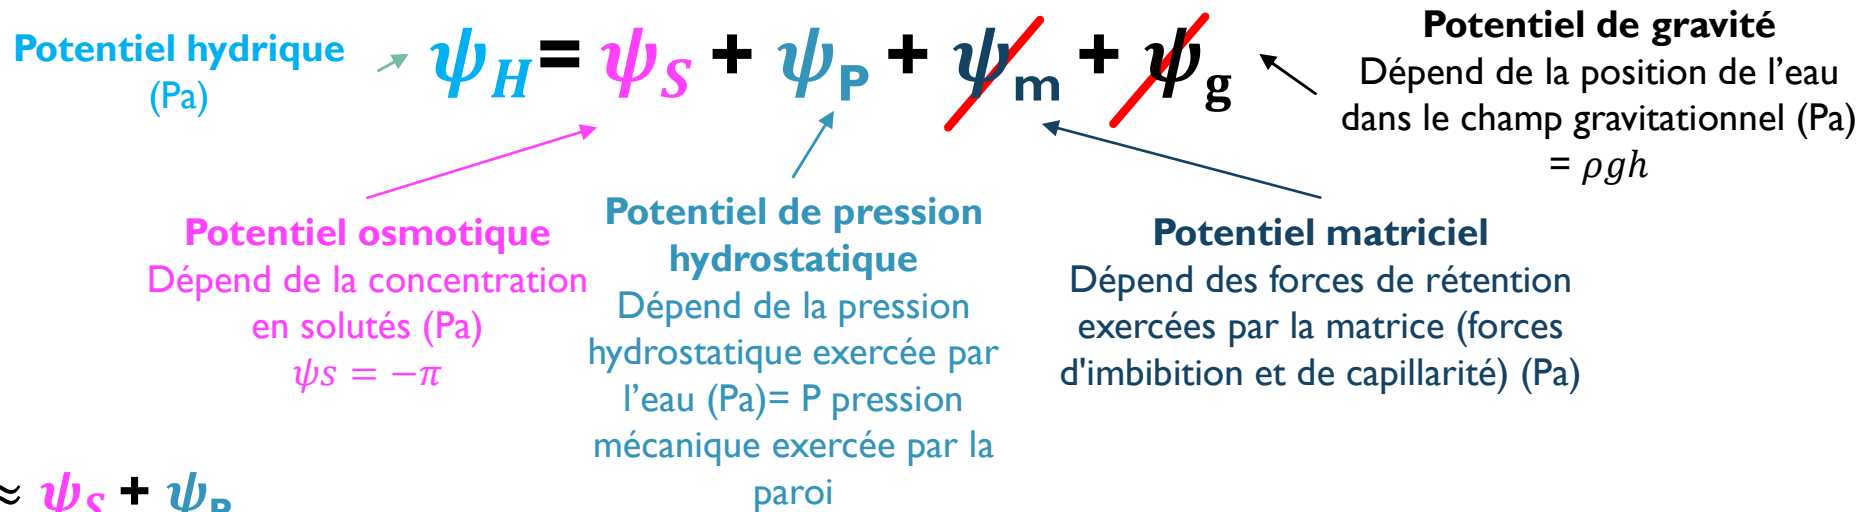 Potentiel hydrique
(Pa)
ψH = ψS + ψP + ψm + ψg
Potentiel de gravité
Dépend de la position de l’eau
dans le champ gravitationnel (Pa)
= ρgh
Potentiel osmotique
Dépend de la concentration
en solutés (Pa)
ψs = −π
Potentiel de pression
hydrostatique
Dépend de la pression
hydrostatique exercée par
l’eau (Pa)= P pression
mécanique exercée par la
paroi
Potentiel matriciel
Dépend des forces de rétention
exercées par la matrice (forces
d'imbibition et de capillarité) (Pa)
≈ ψS + ψP